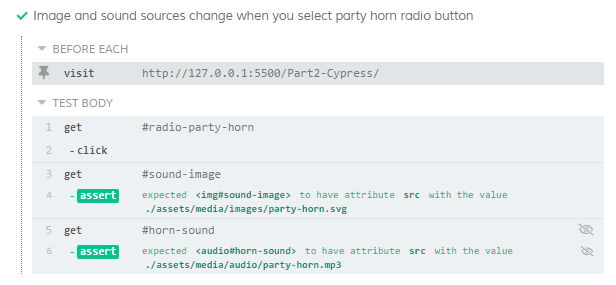 Image and sound sources change when you select party horn radio button
BEFORE EACH
visit http://127.0.0.1:5500/Part2-Cypress/
TEST BODY
1 get #radio-party-horn
2 -click
3 get #sound-image
4 -assert expected <img#sound-image> to have attribute src with the value
./assets/media/images/party-horn.svg
5 get #horn-sound
6 -assert expected <audio#horn-sound> to have attribute src with the value
./assets/media/audio/party-horn.mp3